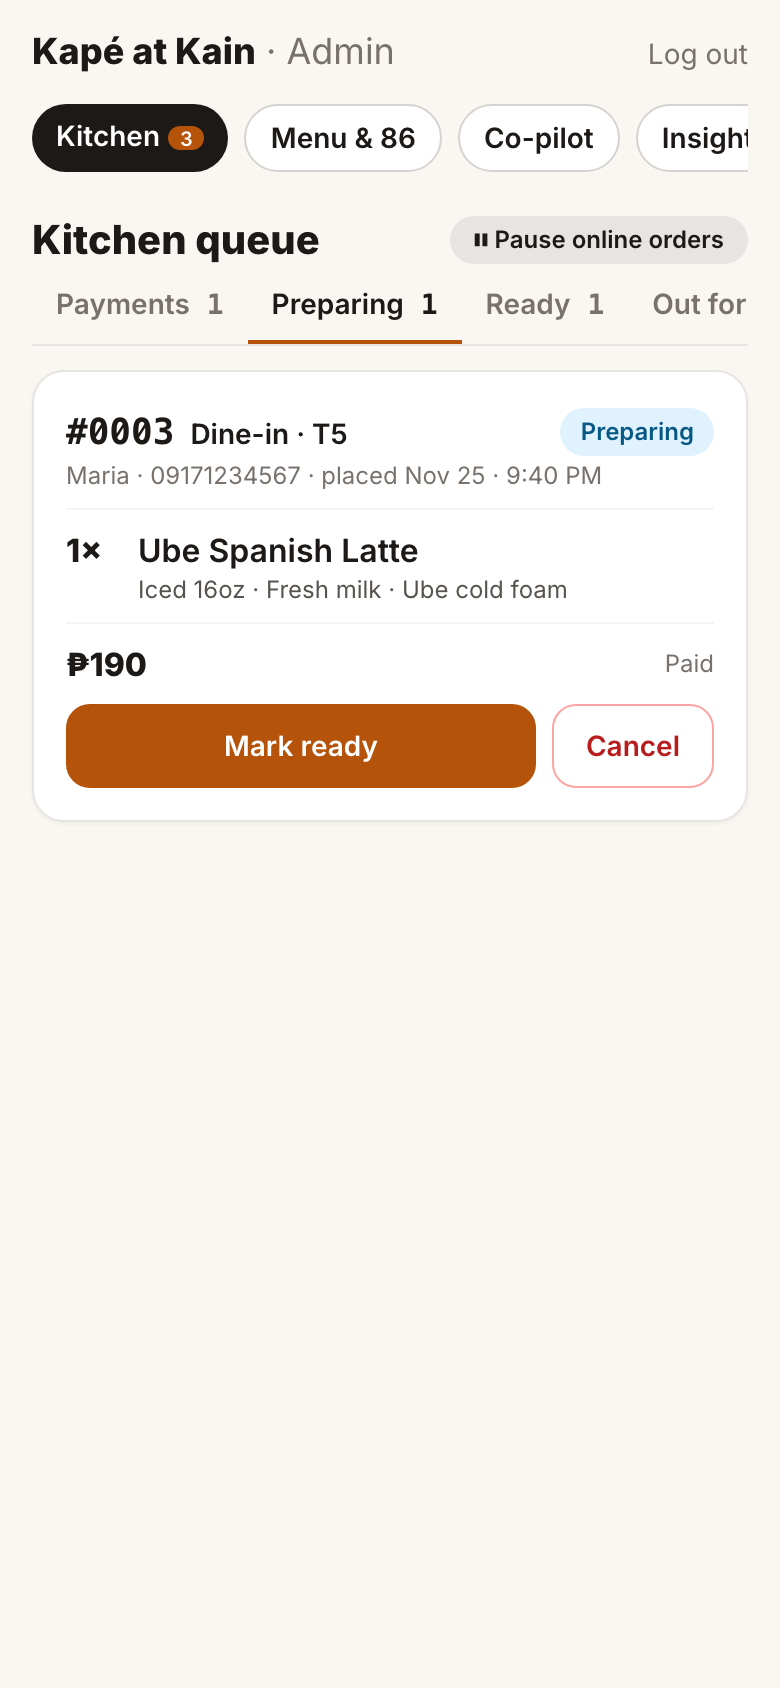 Kapé at Kain · Admin
Log out
Kitchen 3
Menu & 86
Co-pilot
Insight
Kitchen queue
Pause online orders
Payments 1
Preparing 1
Ready 1
Out for
#0003 Dine-in · T5
Preparing
Maria · 09171234567 · placed Nov 25 · 9:40 PM
1× Ube Spanish Latte
Iced 16oz · Fresh milk · Ube cold foam
₱190
Paid
Mark ready
Cancel